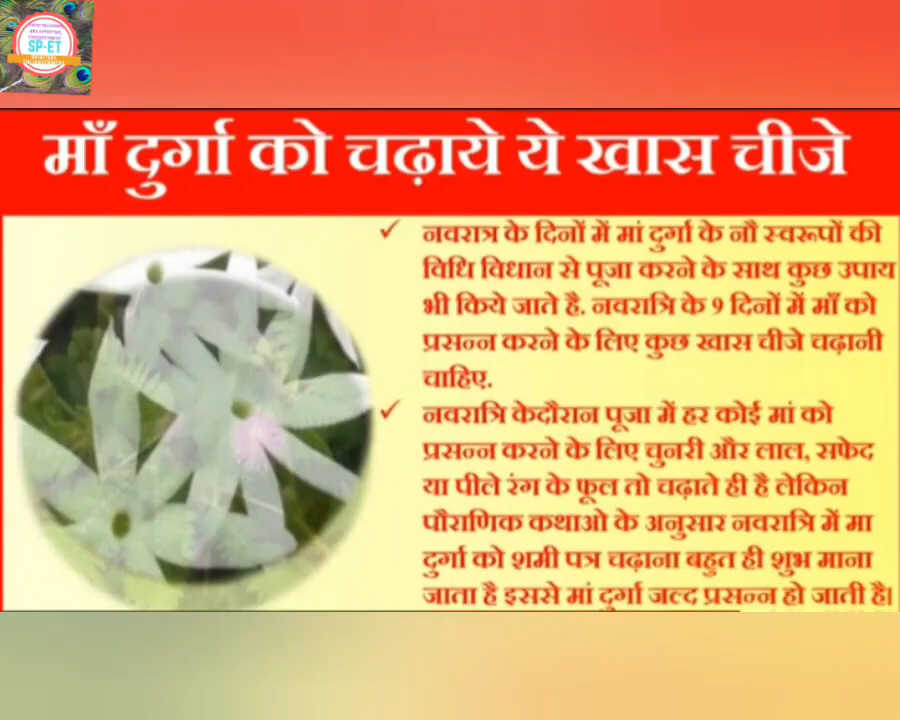 SP-ET
माँ दुर्गा को चढ़ाये ये खास चीजे
नवरात्र के दिनों में मां दुर्गा के नौ स्वरूपों की
विधि विधान से पूजा करने के साथ कुछ उपाय
भी किये जाते है. नवरात्रि के 9 दिनों में माँ को
प्रसन्न करने के लिए कुछ खास चीजे चढ़ानी
चाहिए.
नवरात्रि केदौरान पूजा में हर कोई मां को
प्रसन्न करने के लिए चुनरी और लाल, सफेद
या पीले रंग के फूल तो चढ़ाते ही है लेकिन
पौराणिक कथाओ के अनुसार नवरात्रि में मा
दुर्गा को शमी पत्र चढ़ाना बहुत ही शुभ माना
जाता है इससे मां दुर्गा जल्द प्रसन्न हो जाती है।